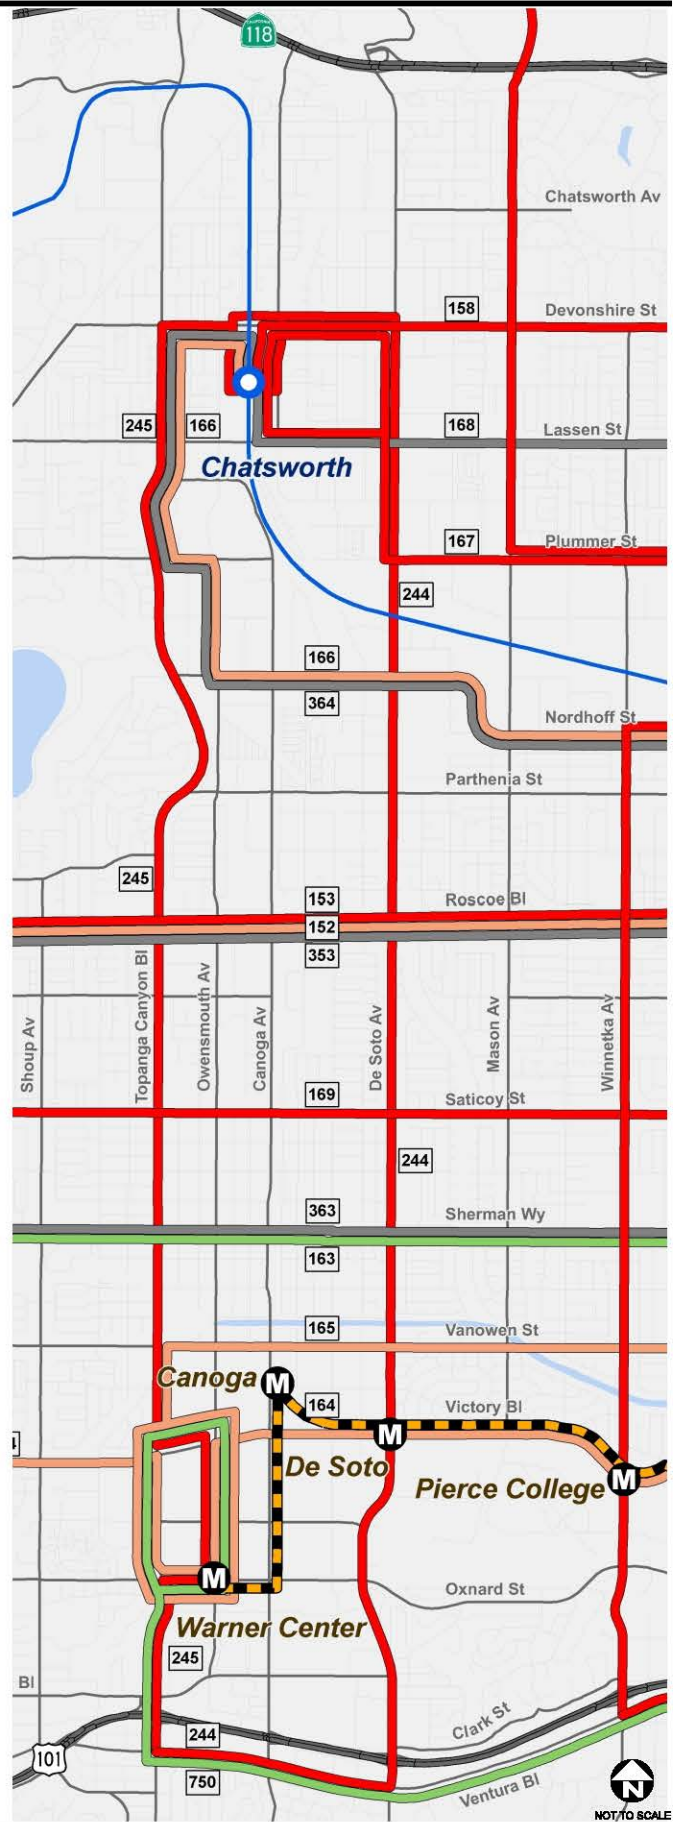 CALIFORNIA
118
Chatsworth Av
158
Devonshire St
245
166
168
Lassen St
Chatsworth
167
Plummer St
244
166
364
Nordhoff St
Parthenia St
245
153
Roscoe Bl
152
353
Shoup Av
Topanga Canyon Bl
Owensmouth Av
Canoga Av
De Soto Av
Mason Av
Winnetka Av
169
Saticoy St
244
363
Sherman Wy
163
165
Vanowen St
Canoga
M
164
Victory Bl
M
De Soto
Pierce College
M
M
Oxnard St
Warner Center
245
Bl
244
Clark St
101
750
Ventura Bl
N
NOT TO SCALE